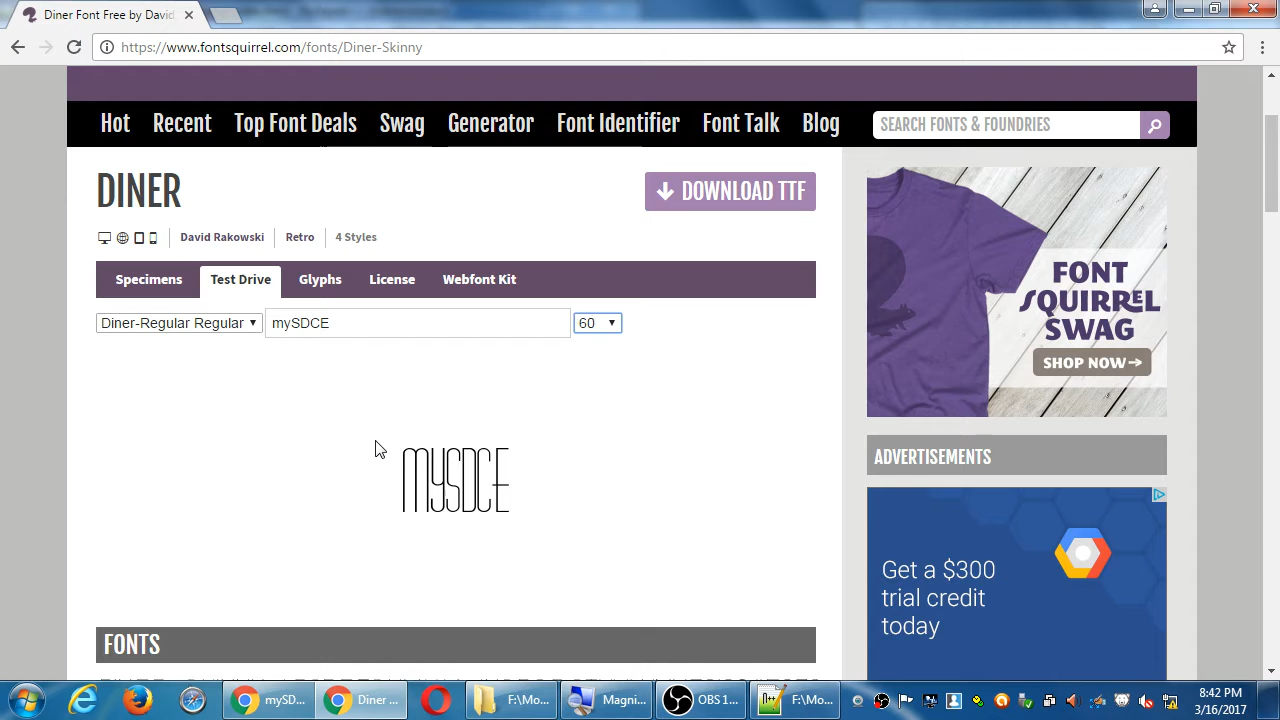 Diner Font Free by David
https://www.fontsquirrel.com/fonts/Diner-Skinny
Hot Recent Top Font Deals Swag Generator Font Identifier Font Talk Blog
SEARCH FONTS & FOUNDRIES
DINER
DOWNLOAD TTF
David Rakowski Retro 4 Styles
Specimens Test Drive Glyphs License Webfont Kit
Diner-Regular Regular mySDCE 60
MYSDCE
FONTS
FONT
SQUIRREL
SWAG
SHOP NOW
ADVERTISEMENTS
Get a $300
trial credit
today
mySD... Diner ... F:\Mo... Magni... OBS 1... F:\Mo...
8:42 PM
3/16/2017